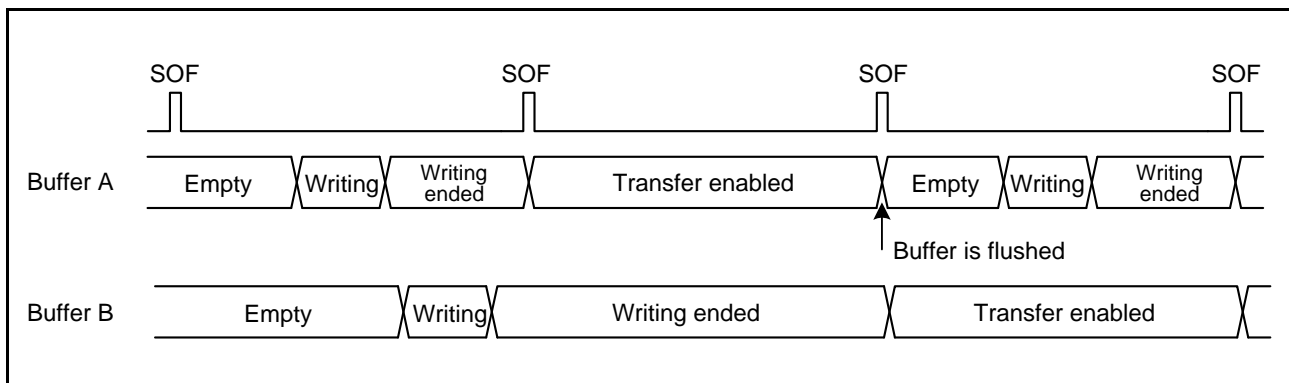 SOF SOF SOF SOF
Buffer A Empty Writing Writing ended Transfer enabled Empty Writing Writing ended
Buffer is flushed
Buffer B Empty Writing Writing ended Transfer enabled